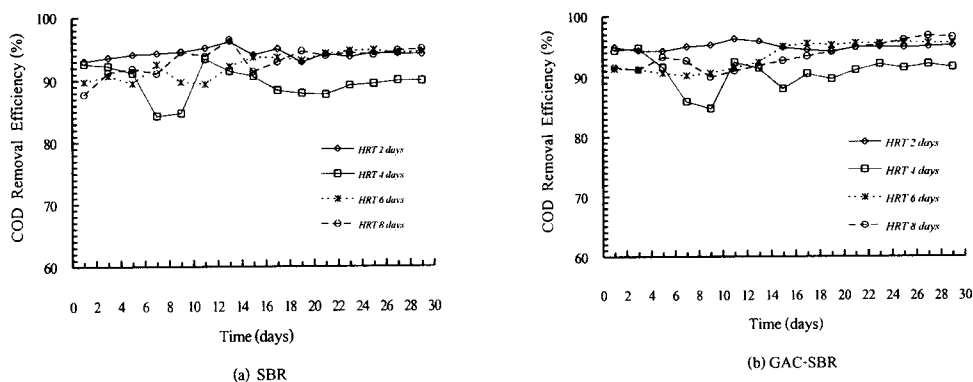 COD Removal Efficiency (%)
100
90
80
70
60
HRT 2 days
HRT 4 days
HRT 6 days
HRT 8 days
0 2 4 6 8 10 12 14 16 18 20 22 24 26 28 30
Time (days)
(a) SBR
COD Removal Efficiency (%)
100
90
80
70
60
HRT 2 days
HRT 4 days
HRT 6 days
HRT 8 days
0 2 4 6 8 10 12 14 16 18 20 22 24 26 28 30
Time (days)
(b) GAC-SBR